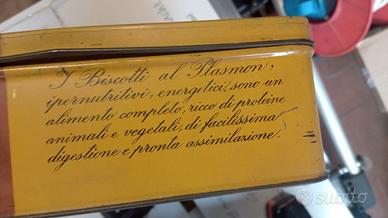 I Biscotti al Plasmon,
ipernutritivi, energetici, sono un
alimento completo, ricco di proteine
animali e vegetali, di facilissima
digestione e pronta assimilazione.
subito